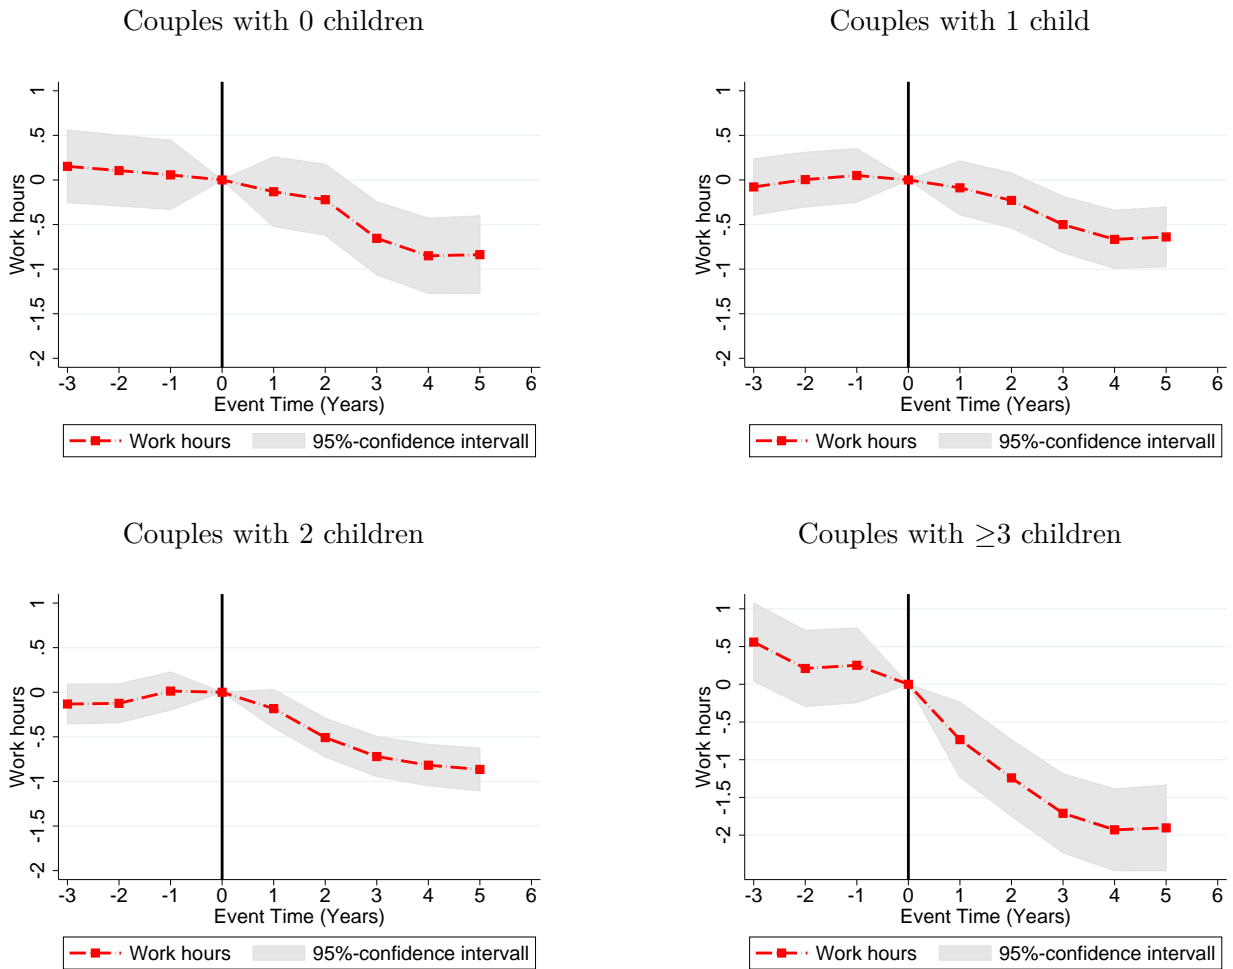 Couples with 0 children
Couples with 1 child
Work hours
1
.5
0
-.5
-1
-1.5
-2
-3 -2 -1 0 1 2 3 4 5 6
Event Time (Years)
Work hours 95%-confidence intervall
Work hours
1
.5
0
-.5
-1
-1.5
-2
-3 -2 -1 0 1 2 3 4 5 6
Event Time (Years)
Work hours 95%-confidence intervall
Couples with 2 children
Couples with ≥3 children
Work hours
1
.5
0
-.5
-1
-1.5
-2
-3 -2 -1 0 1 2 3 4 5 6
Event Time (Years)
Work hours 95%-confidence intervall
Work hours
1
.5
0
-.5
-1
-1.5
-2
-3 -2 -1 0 1 2 3 4 5 6
Event Time (Years)
Work hours 95%-confidence intervall